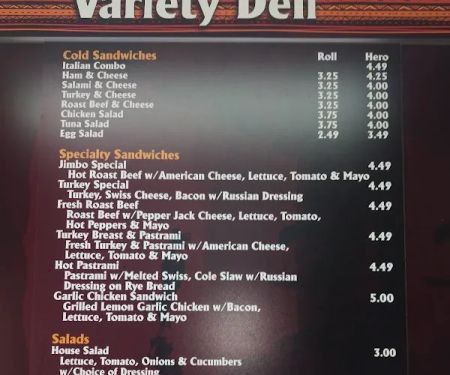 Variety Deli
Cold Sandwiches Roll Hero
Italian Combo 4.49
Ham & Cheese 3.25 4.25
Salami & Cheese 3.25 4.00
Turkey & Cheese 3.25 4.00
Roast Beef & Cheese 3.25 4.00
Chicken Salad 3.75 4.00
Tuna Salad 3.75 4.00
Egg Salad 2.49 3.49
Specialty Sandwiches
Jimbo Special 4.49
Hot Roast Beef w/American Cheese, Lettuce, Tomato & Mayo
Turkey Special 4.49
Turkey, Swiss Cheese, Bacon w/Russian Dressing
Fresh Roast Beef 4.49
Roast Beef w/Pepper Jack Cheese, Lettuce, Tomato,
Hot Peppers & Mayo
Turkey Breast & Pastrami 4.49
Fresh Turkey & Pastrami w/American Cheese,
Lettuce, Tomato & Mayo
Hot Pastrami 4.49
Pastrami w/Melted Swiss, Cole Slaw w/Russian
Dressing on Rye Bread
Garlic Chicken Sandwich 5.00
Grilled Lemon Garlic Chicken w/Bacon,
Lettuce, Tomato & Mayo
Salads
House Salad 3.00
Lettuce, Tomato, Onions & Cucumbers
w/Choice of Dressing